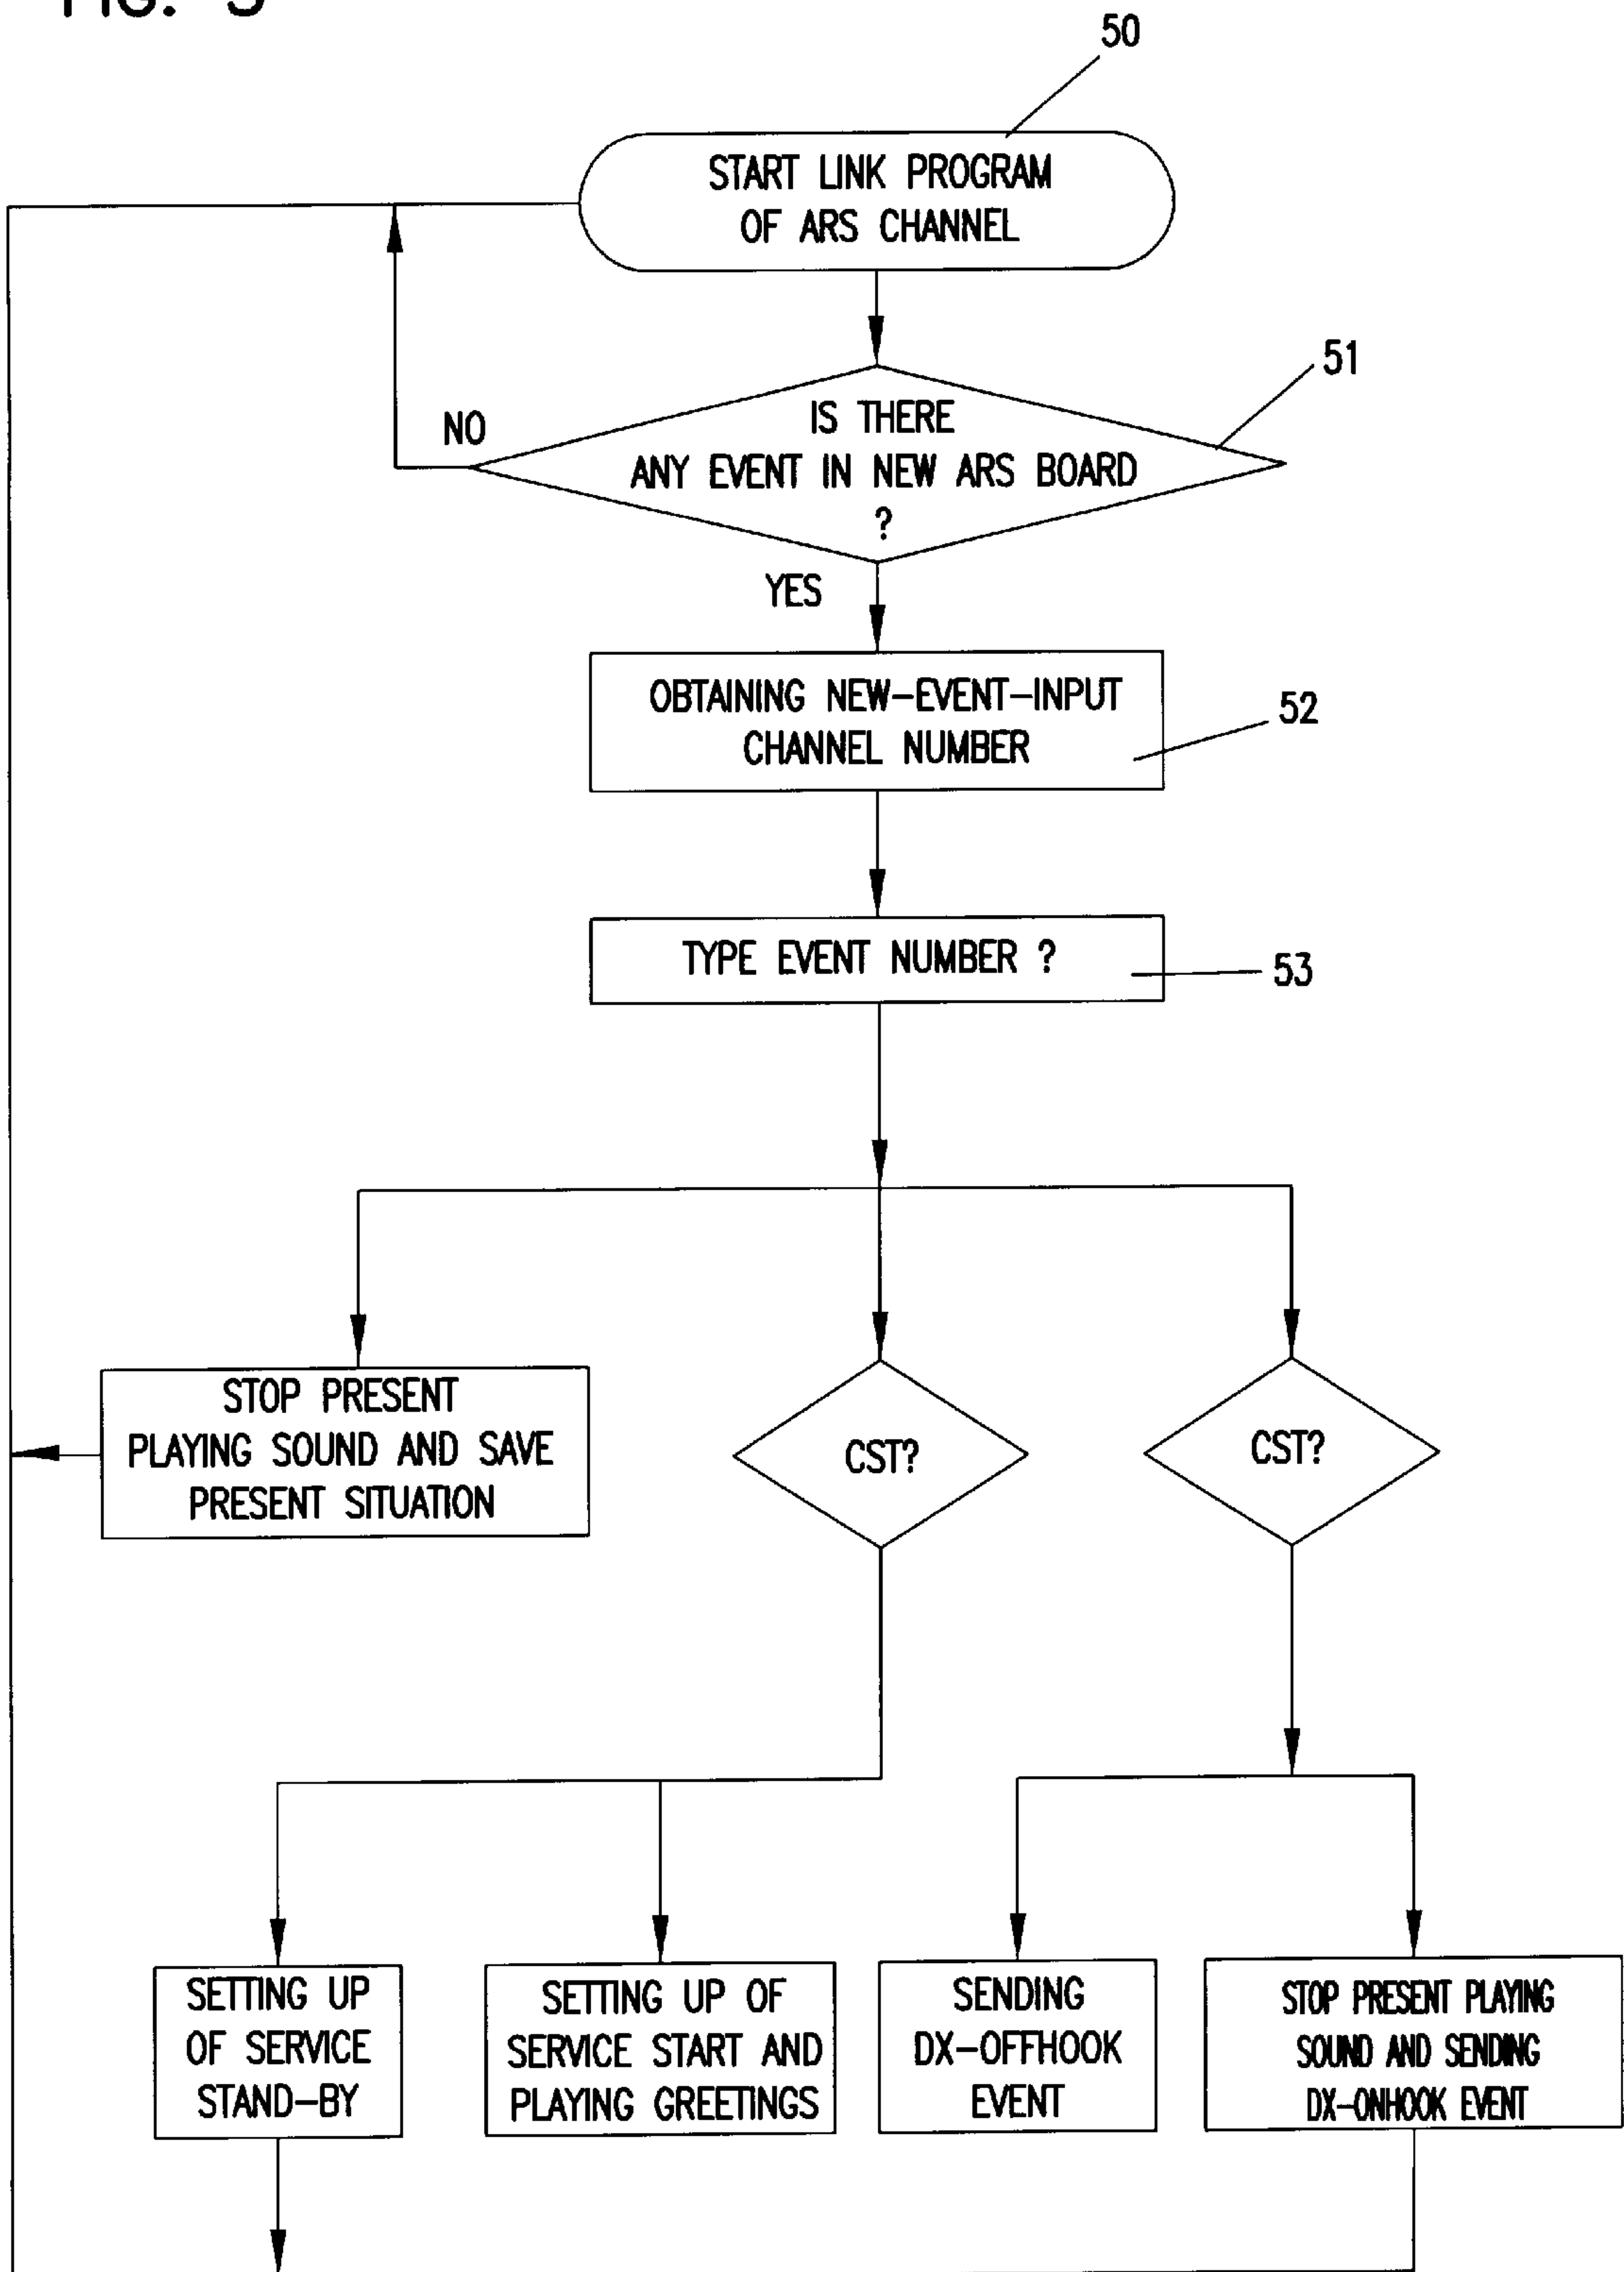 50
START LINK PROGRAM
OF ARS CHANNEL
51
NO
IS THERE
ANY EVENT IN NEW ARS BOARD
?
YES
OBTAINING NEW-EVENT-INPUT
CHANNEL NUMBER
52
TYPE EVENT NUMBER ?
53
STOP PRESENT
PLAYING SOUND AND SAVE
PRESENT SITUATION
CST?
CST?
SETTING UP
OF SERVICE
STAND-BY
SETTING UP OF
SERVICE START AND
PLAYING GREETINGS
SENDING
DX-OFFHOOK
EVENT
STOP PRESENT PLAYING
SOUND AND SENDING
DX-ONHOOK EVENT